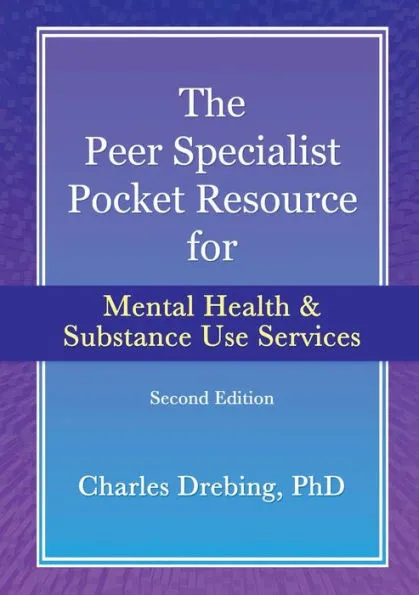 The
Peer Specialist
Pocket Resource
for
Mental Health &
Substance Use Services
Second Edition
Charles Drebing, PhD